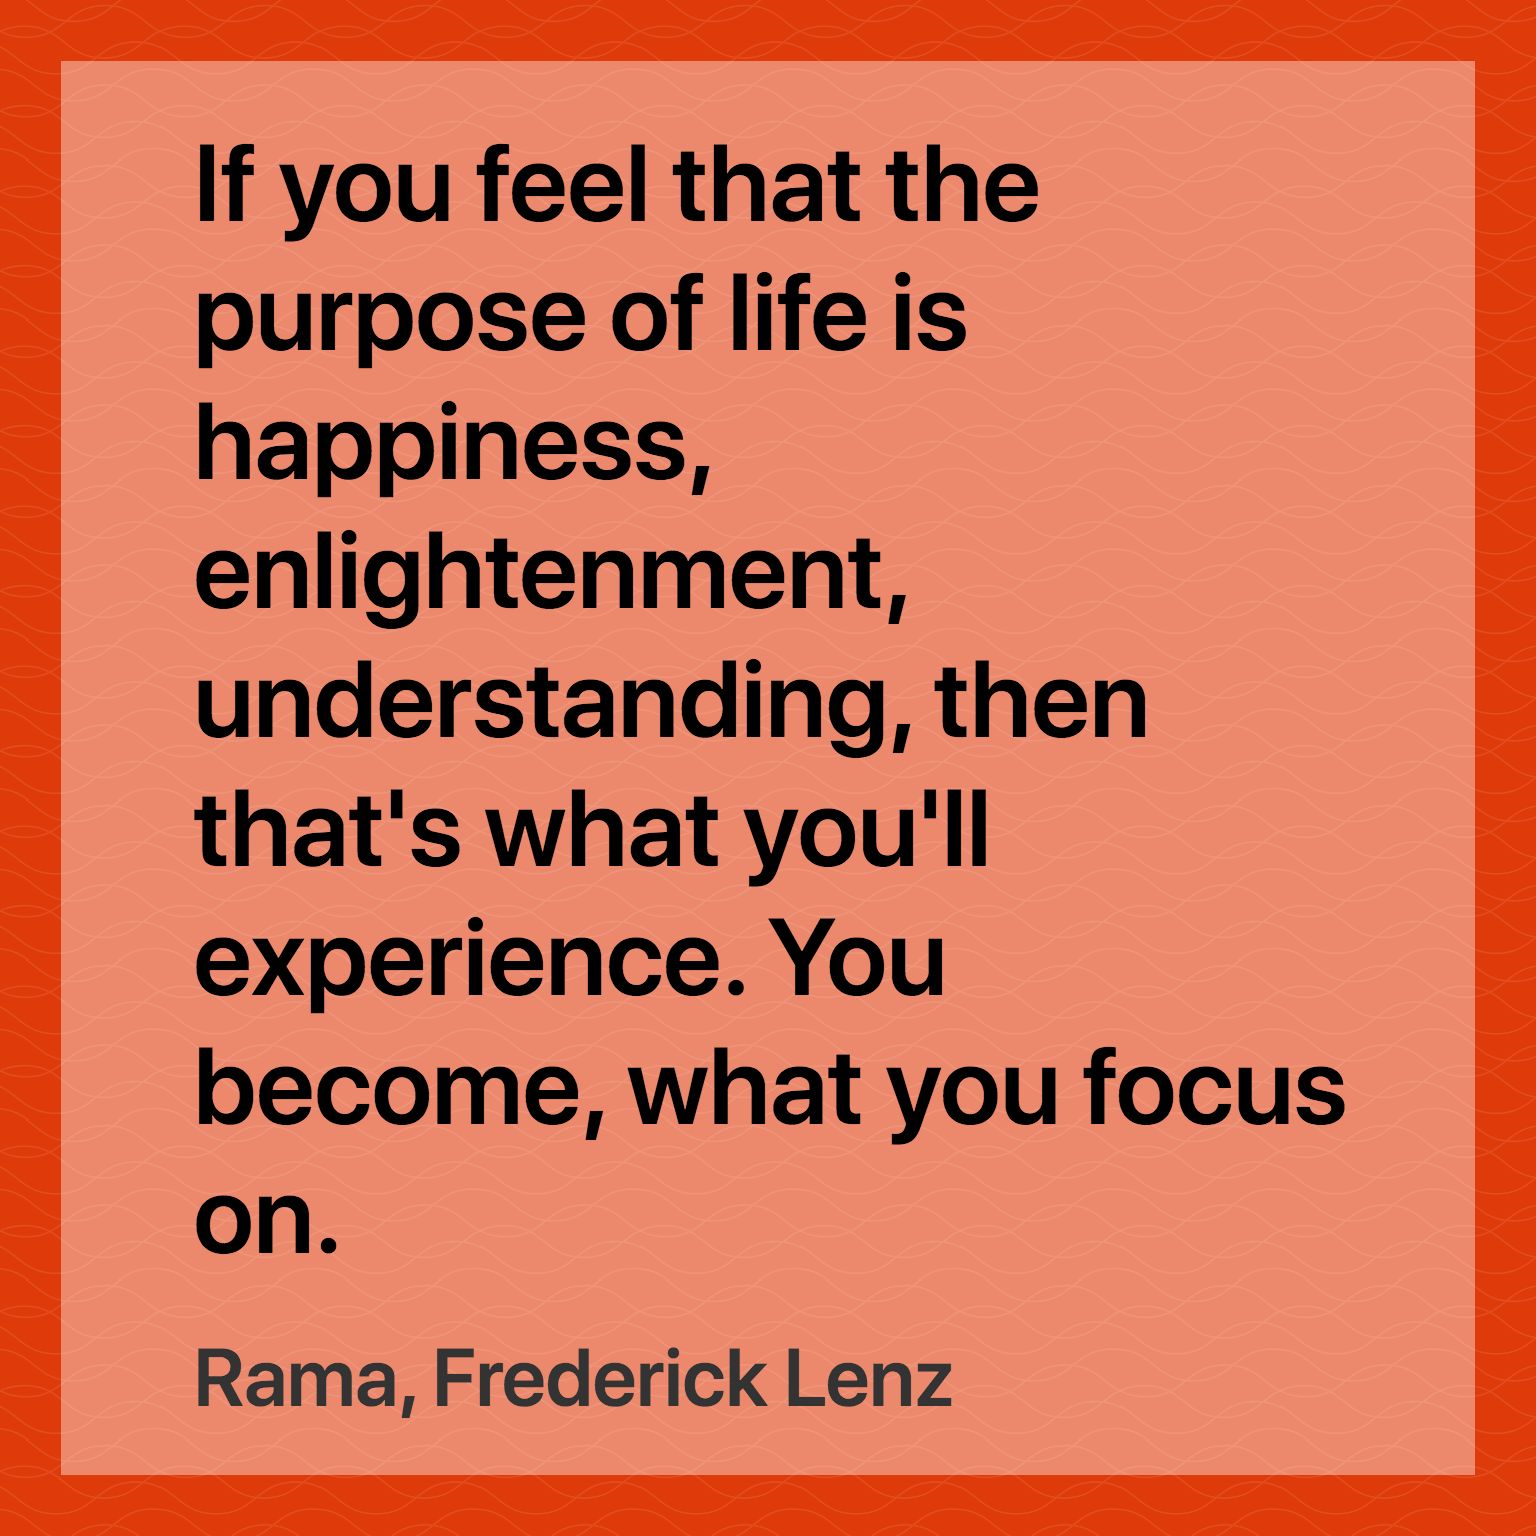 If you feel that the
purpose of life is
happiness,
enlightenment,
understanding, then
that's what you'll
experience. You
become, what you focus
on.
Rama, Frederick Lenz